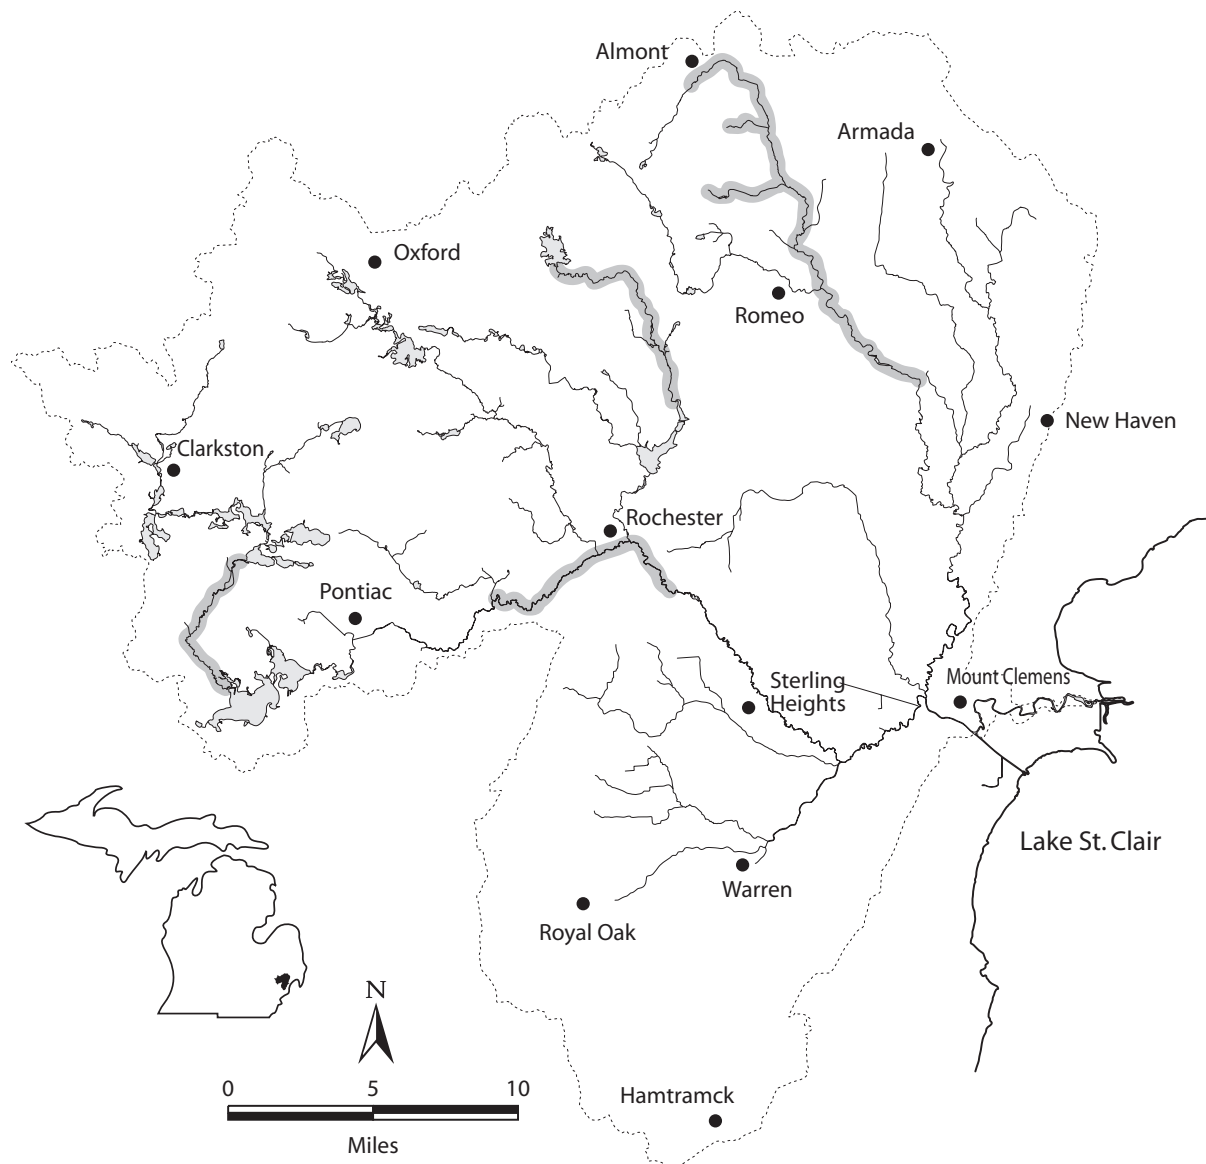 Almont
Armada
Oxford
Romeo
New Haven
Clarkston
Rochester
Pontiac
Mount Clemens
Sterling
Heights
Lake St. Clair
Warren
Royal Oak
N
0 5 10
Miles
Hamtramck